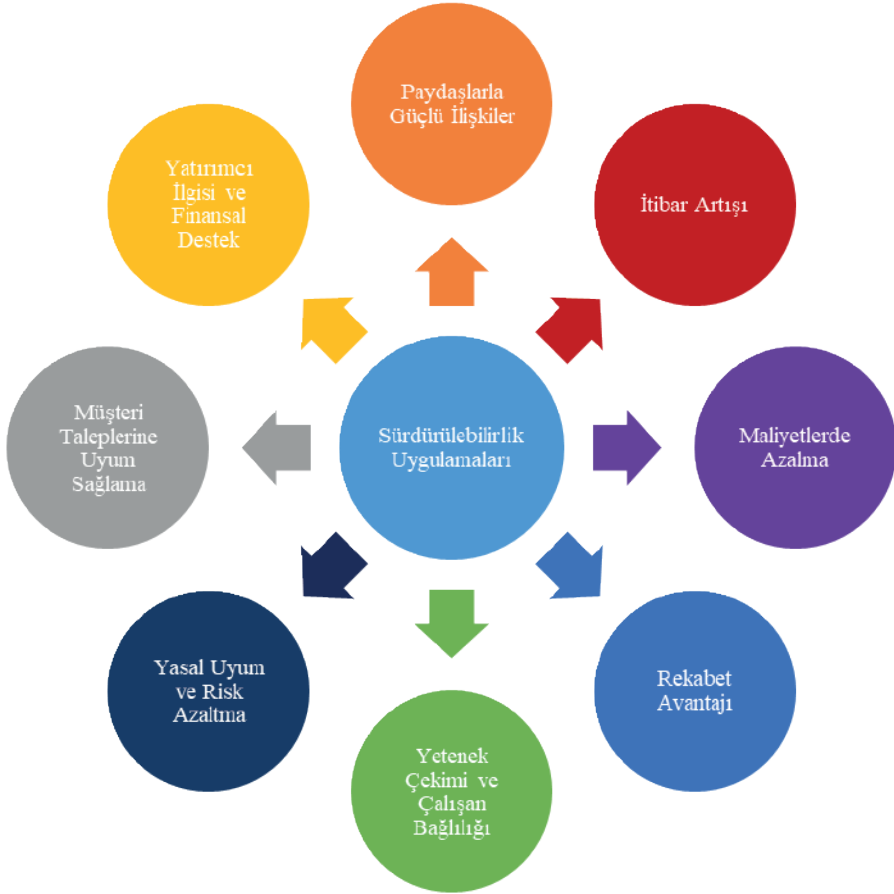 Paydaşlarla
Güçlü İlişkiler
İtibar Artışı
Maliyetlerde
Azalma
Rekabet
Avantajı
Yetenek
Çekimi ve
Çalışan
Bağlılığı
Yasal Uyum
ve Risk
Azaltma
Müşteri
Taleplerine
Uyum
Sağlama
Yatırımcı
İlgisi ve
Finansal
Destek
Sürdürülebilirlik
Uygulamaları